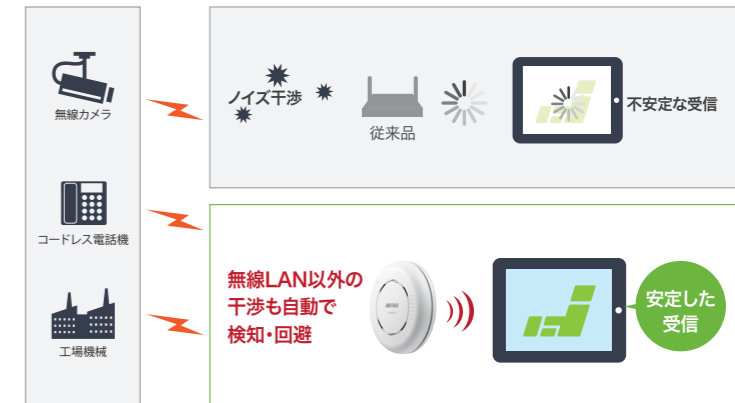 無線カメラ
コードレス電話機
工場機械
ノイズ干渉
従来品
不安定な受信
無線LAN以外の
干渉も自動で
検知・回避
BUFFALO
安定した
受信